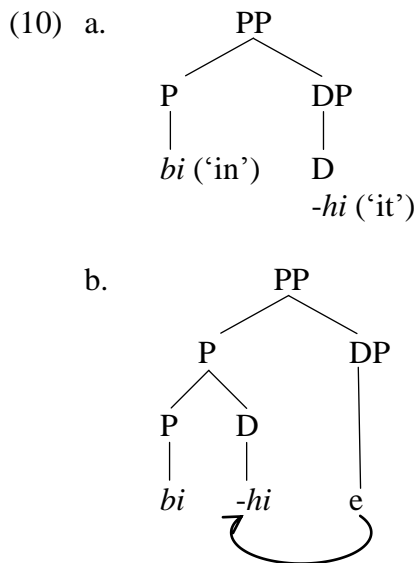 (10) a. PP
P DP
bi (‘in’) D
-hi (‘it’)
b. PP
P DP
P D
bi -hi e